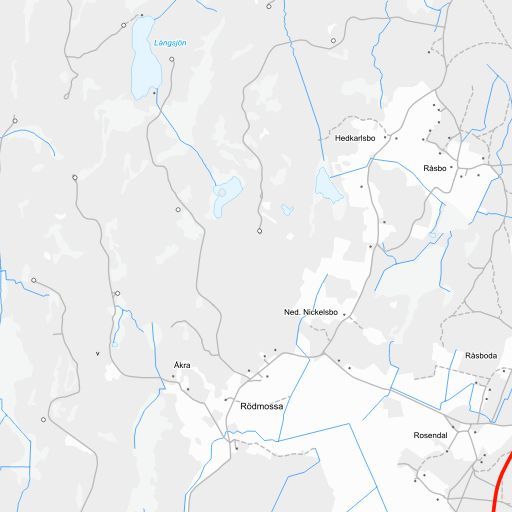 Långsjön
Hedkarlsbo
Råsbo
Ned. Nickelsbo
Råsboda
Åkra
Rödmossa
Rosendal
v